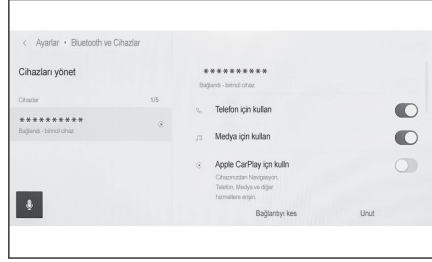 < Ayarlar • Bluetooth ve Cihazlar
Cihazları yönet
Cihazlar 1/5
**********
Bağlandı - birincil cihaz
**********
Bağlandı - birincil cihaz
Telefon için kullan
Medya için kullan
Apple CarPlay içn kulln
Cihazınızdan Navigasyon,
Telefon, Medya ve diğer
hizmetlere erişin.
Bağlantıyı kes Unut